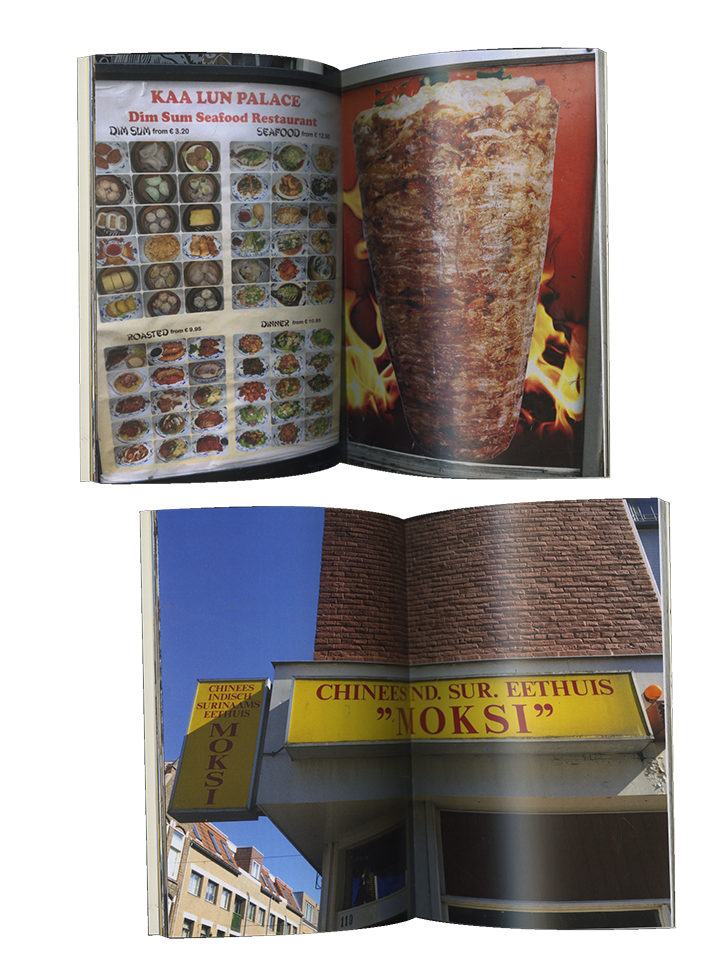 KAA LUN PALACE
Dim Sum Seafood Restaurant
DIM SUM from € 3.20
SEAFOOD from € 12.95
ROASTED from € 9.95
DINNER from € 10.95
CHINEES
INDISCH
SURINAAMS
EETHUIS
MOKSI
CHINEES IND. SUR. EETHUIS
”MOKSI”
119